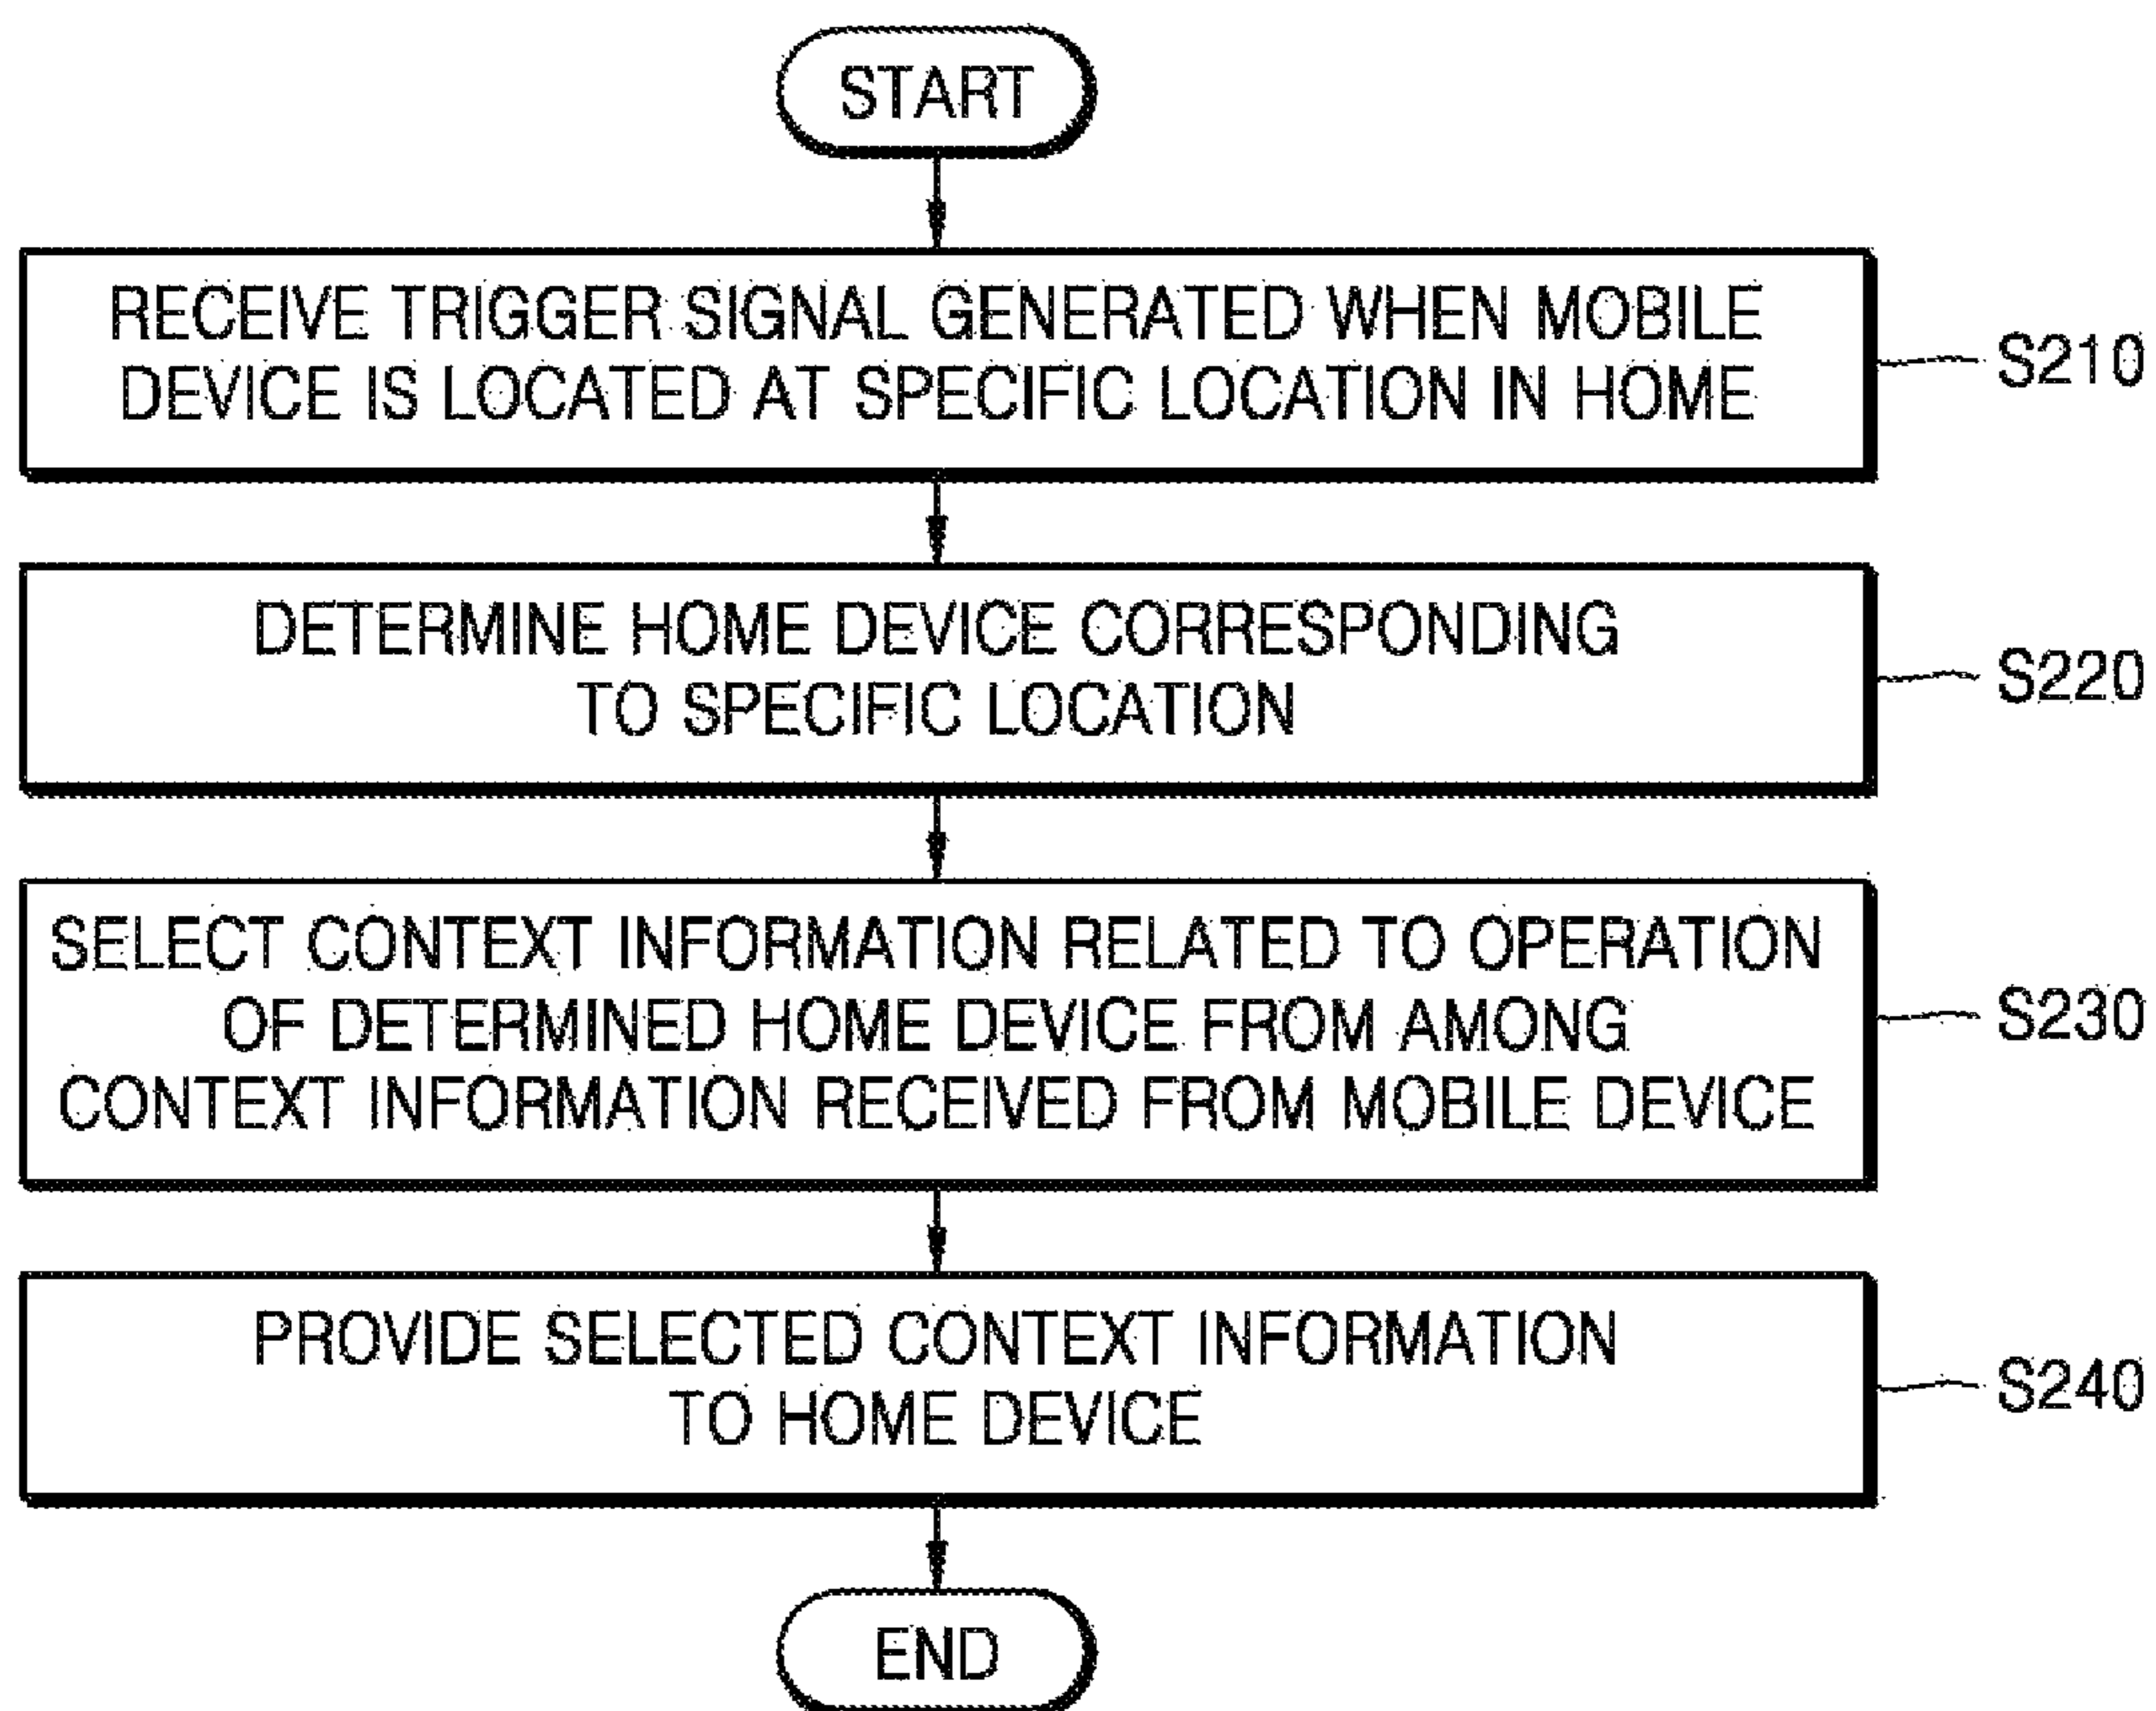 START
RECEIVE TRIGGER SIGNAL GENERATED WHEN MOBILE
DEVICE IS LOCATED AT SPECIFIC LOCATION IN HOME
S210
DETERMINE HOME DEVICE CORRESPONDING
TO SPECIFIC LOCATION
S220
SELECT CONTEXT INFORMATION RELATED TO OPERATION
OF DETERMINED HOME DEVICE FROM AMONG
CONTEXT INFORMATION RECEIVED FROM MOBILE DEVICE
S230
PROVIDE SELECTED CONTEXT INFORMATION
TO HOME DEVICE
S240
END